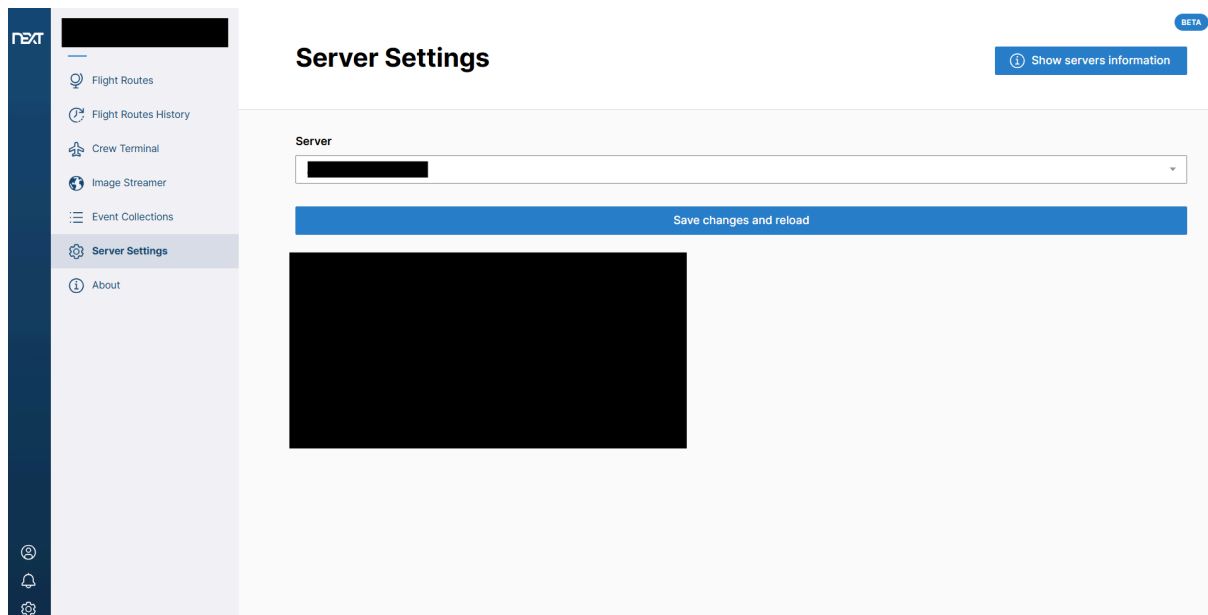 NEXT
BETA
Flight Routes
Flight Routes History
Crew Terminal
Image Streamer
Event Collections
Server Settings
About
Server Settings
Show servers information
Server
Save changes and reload